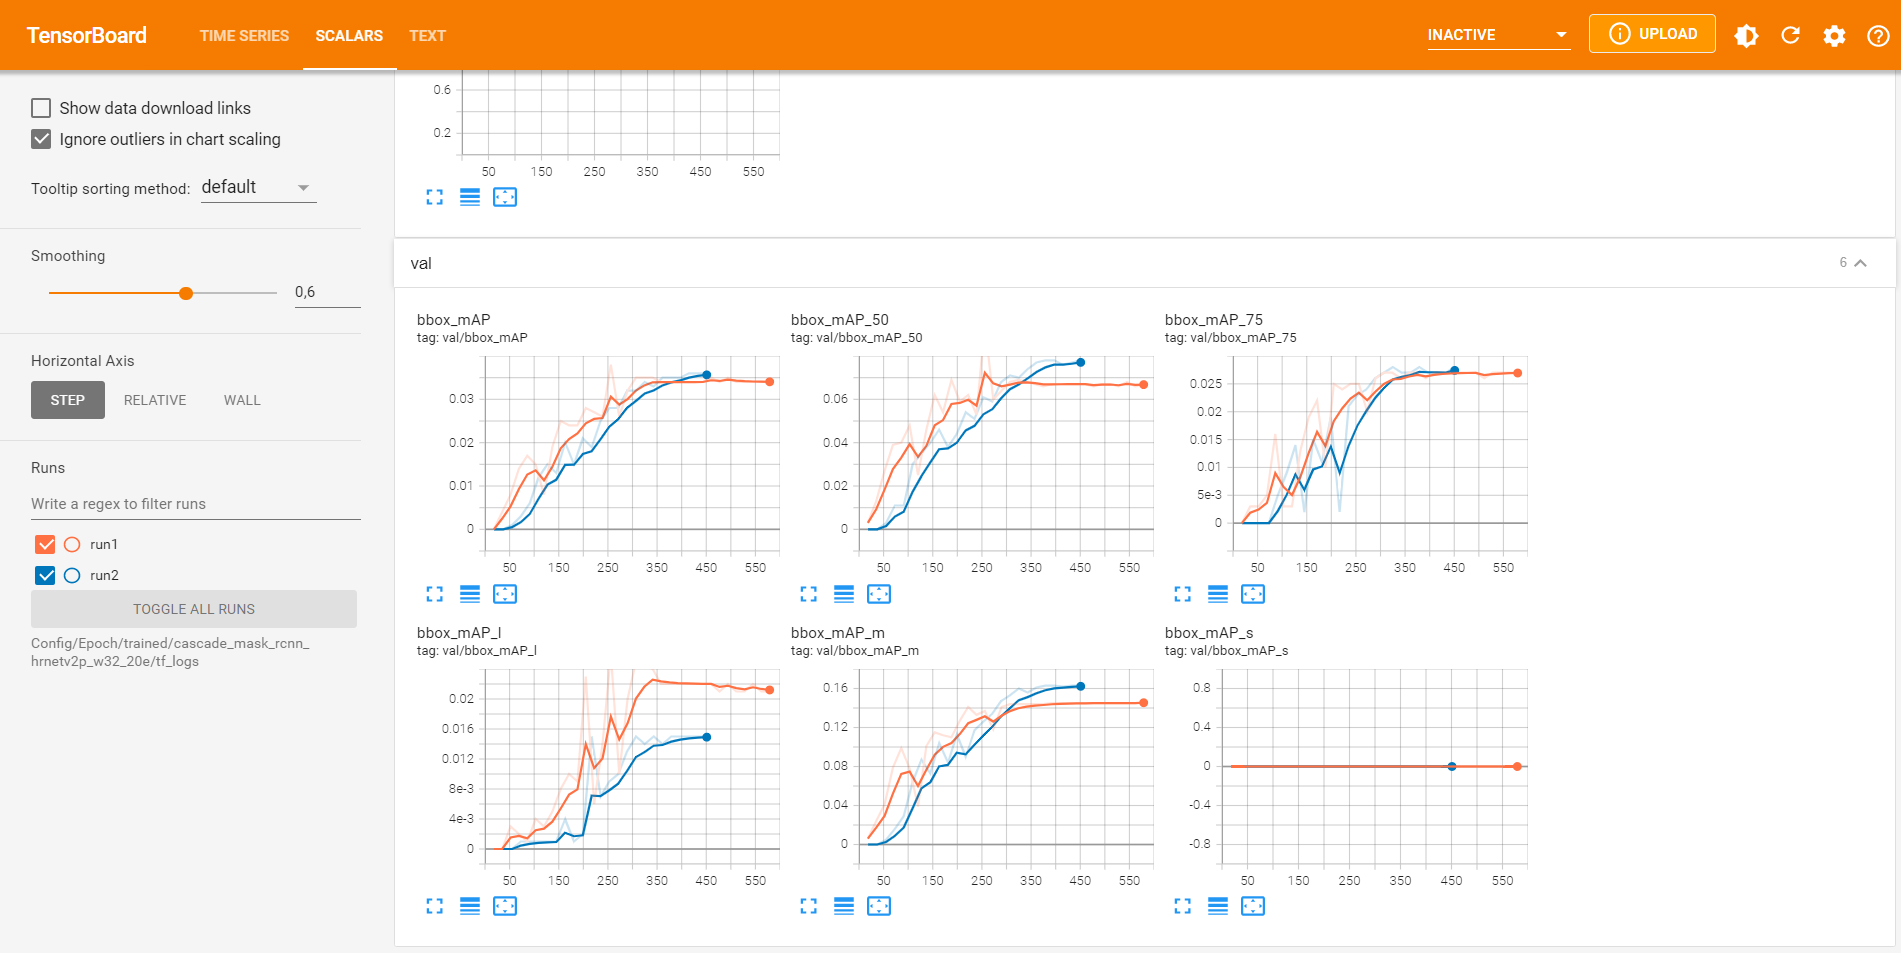 TensorBoard
TIME SERIES
SCALARS
TEXT
INACTIVE
UPLOAD
Show data download links
Ignore outliers in chart scaling
Tooltip sorting method: default
Smoothing
0,6
Horizontal Axis
STEP
RELATIVE
WALL
Runs
Write a regex to filter runs
run1
run2
TOGGLE ALL RUNS
Config/Epoch/trained/cascade_mask_rcnn_
hrnetv2p_w32_20e/tf_logs
0.6
0.2
50 150 250 350 450 550
val
6
bbox_mAP
tag: val/bbox_mAP
0.03
0.02
0.01
0
50 150 250 350 450 550
bbox_mAP_50
tag: val/bbox_mAP_50
0.06
0.04
0.02
0
50 150 250 350 450 550
bbox_mAP_75
tag: val/bbox_mAP_75
0.025
0.02
0.015
0.01
5e-3
0
50 150 250 350 450 550
bbox_mAP_l
tag: val/bbox_mAP_l
0.02
0.016
0.012
8e-3
4e-3
0
50 150 250 350 450 550
bbox_mAP_m
tag: val/bbox_mAP_m
0.16
0.12
0.08
0.04
0
50 150 250 350 450 550
bbox_mAP_s
tag: val/bbox_mAP_s
0.8
0.4
0
-0.4
-0.8
50 150 250 350 450 550